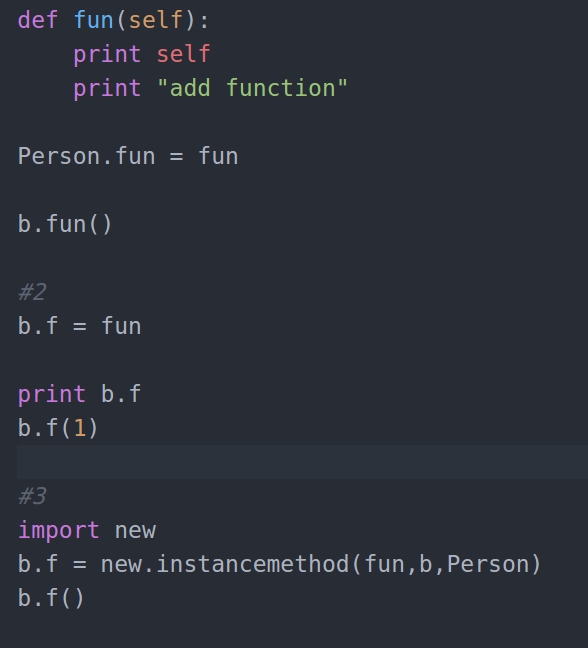 def fun(self):
    print self
    print "add function"
Person.fun = fun
b.fun()
#2
b.f = fun
print b.f
b.f(1)
#3
import new
b.f = new.instancemethod(fun,b,Person)
b.f()